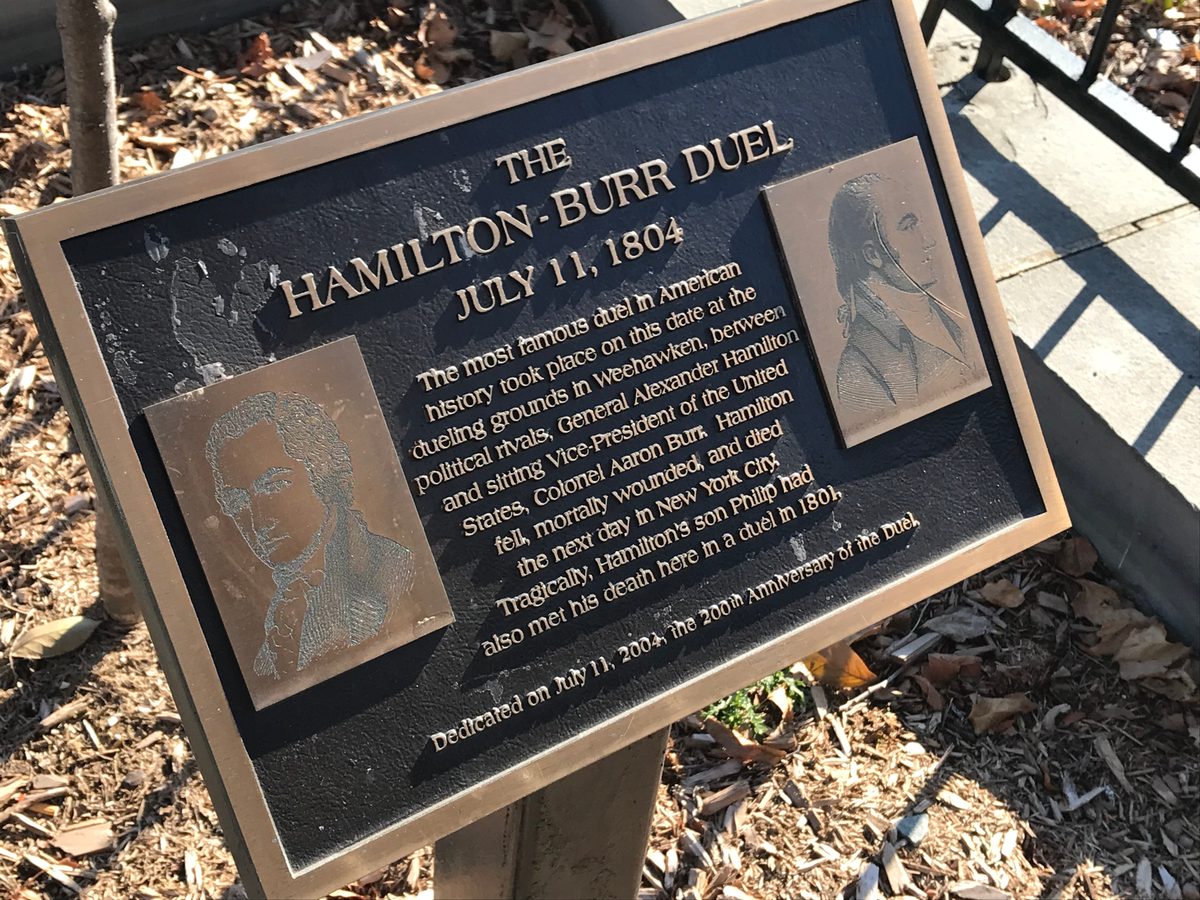 THE
HAMILTON-BURR DUEL
JULY 11, 1804
The most famous duel in American
history took place on this date at the
dueling grounds in Weehawken, between
political rivals, General Alexander Hamilton
and sitting Vice-President of the United
States, Colonel Aaron Burr. Hamilton
fell, mortally wounded, and died
the next day in New York City.
Tragically, Hamilton's son Philip had
also met his death here in a duel in 1801.
Dedicated on July 11, 2004, the 200th Anniversary of the Duel.